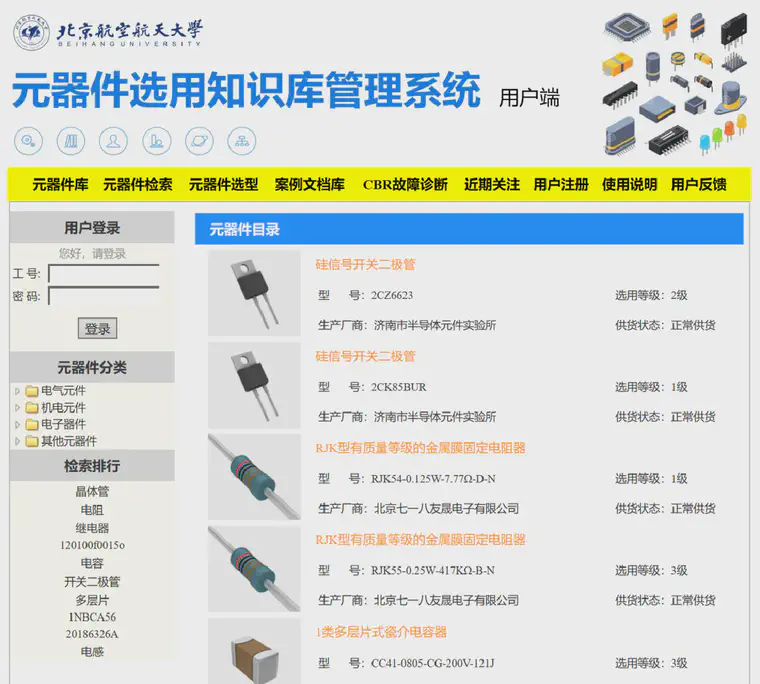 北京航空航天大學
BEIHANG UNIVERSITY
元器件选用知识库管理系统 用户端
元器件库 元器件检索 元器件选型 案例文档库 CBR故障诊断 近期关注 用户注册 使用说明 用户反馈
用户登录
您好，请登录
工 号:
密 码:
登录
元器件分类
电气元件
机电元件
电子器件
其他元器件
检索排行
晶体管
电阻
继电器
120100f0015o
电容
开关二极管
多层片
1NBCA56
20186326A
电感
元器件目录
硅信号开关二极管
型 号：2CZ6623 选用等级：2级
生产厂商：济南市半导体元件实验所 供货状态：正常供货
硅信号开关二极管
型 号：2CK85BUR 选用等级：1级
生产厂商：济南市半导体元件实验所 供货状态：正常供货
RJK型有质量等级的金属膜固定电阻器
型 号：RJK54-0.125W-7.77Ω-D-N 选用等级：1级
生产厂商：北京七一八友晟电子有限公司 供货状态：正常供货
RJK型有质量等级的金属膜固定电阻器
型 号：RJK55-0.25W-417KΩ-B-N 选用等级：3级
生产厂商：北京七一八友晟电子有限公司 供货状态：正常供货
1类多层片式瓷介电容器
型 号：CC41-0805-CG-200V-121J 选用等级：3级